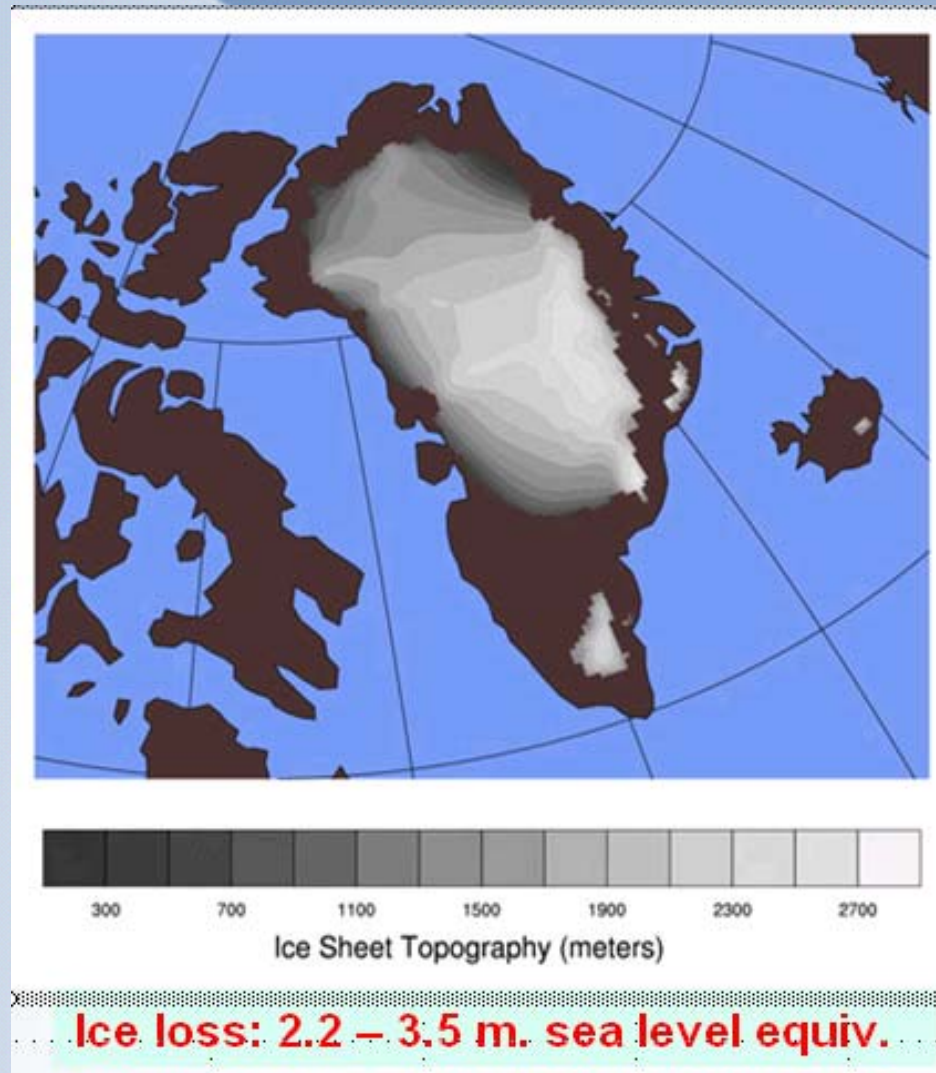 300 700 1100 1500 1900 2300 2700
Ice Sheet Topography (meters)
Ice loss: 2.2 – 3.5 m. sea level equiv.